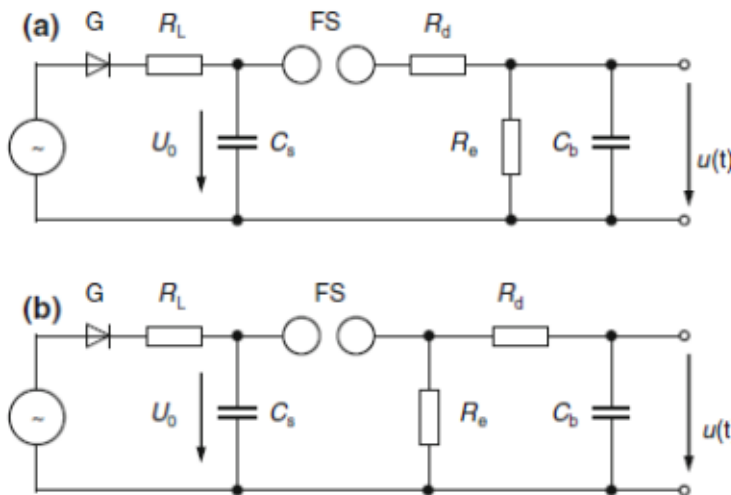 (a) G R_L FS R_d
~ U_0 C_s R_e C_b u(t)
(b) G R_L FS R_d
~ U_0 C_s R_e C_b u(t